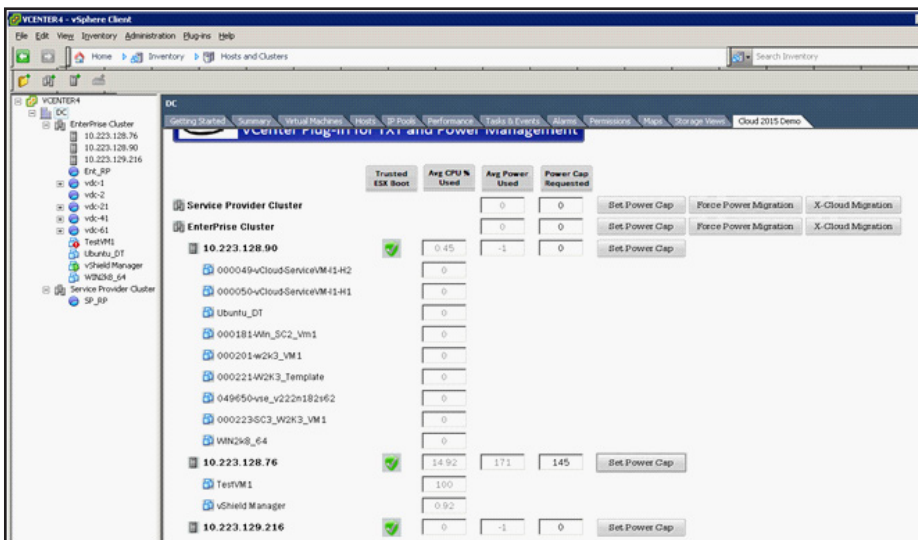 VCENTER4 - vSphere Client
File Edit View Inventory Administration Plug-ins Help
Home Inventory Hosts and Clusters
Search Inventory
VCENTER4
DC
EnterPrise Cluster
10.223.128.76
10.223.128.90
10.223.129.216
Ent_RP
vdc-1
vdc-2
vdc-21
vdc-41
vdc-61
TestVM1
Ubuntu_DT
vShield Manager
WIN2k8_64
Service Provider Cluster
SP_RP
DC
Getting Started Summary Virtual Machines Hosts IP Pools Performance Tasks & Events Alarms Permissions Maps Storage Views Cloud 2015 Demo
vCenter Plug-in for TXT and Power Management
Trusted ESX Boot
Avg CPU % Used
Avg Power Used
Power Cap Requested
Service Provider Cluster 0 0 Set Power Cap Force Power Migration X-Cloud Migration
EnterPrise Cluster 0 0 Set Power Cap Force Power Migration X-Cloud Migration
10.223.128.90 0.45 -1 0 Set Power Cap
000049-vCloud-ServiceVM-I1-H2 0
000050-vCloud-ServiceVM-I1-H1 0
Ubuntu_DT 0
000181-Win_SC2_Vm1 0
000201-w2k3_VM1 0
000221-W2K3_Template 0
049650-vse_v222n182s62 0
000223-SC3_W2K3_VM1 0
WIN2k8_64 0
10.223.128.76 14.92 171 145 Set Power Cap
TestVM1 100
vShield Manager 0.92
10.223.129.216 0 -1 0 Set Power Cap